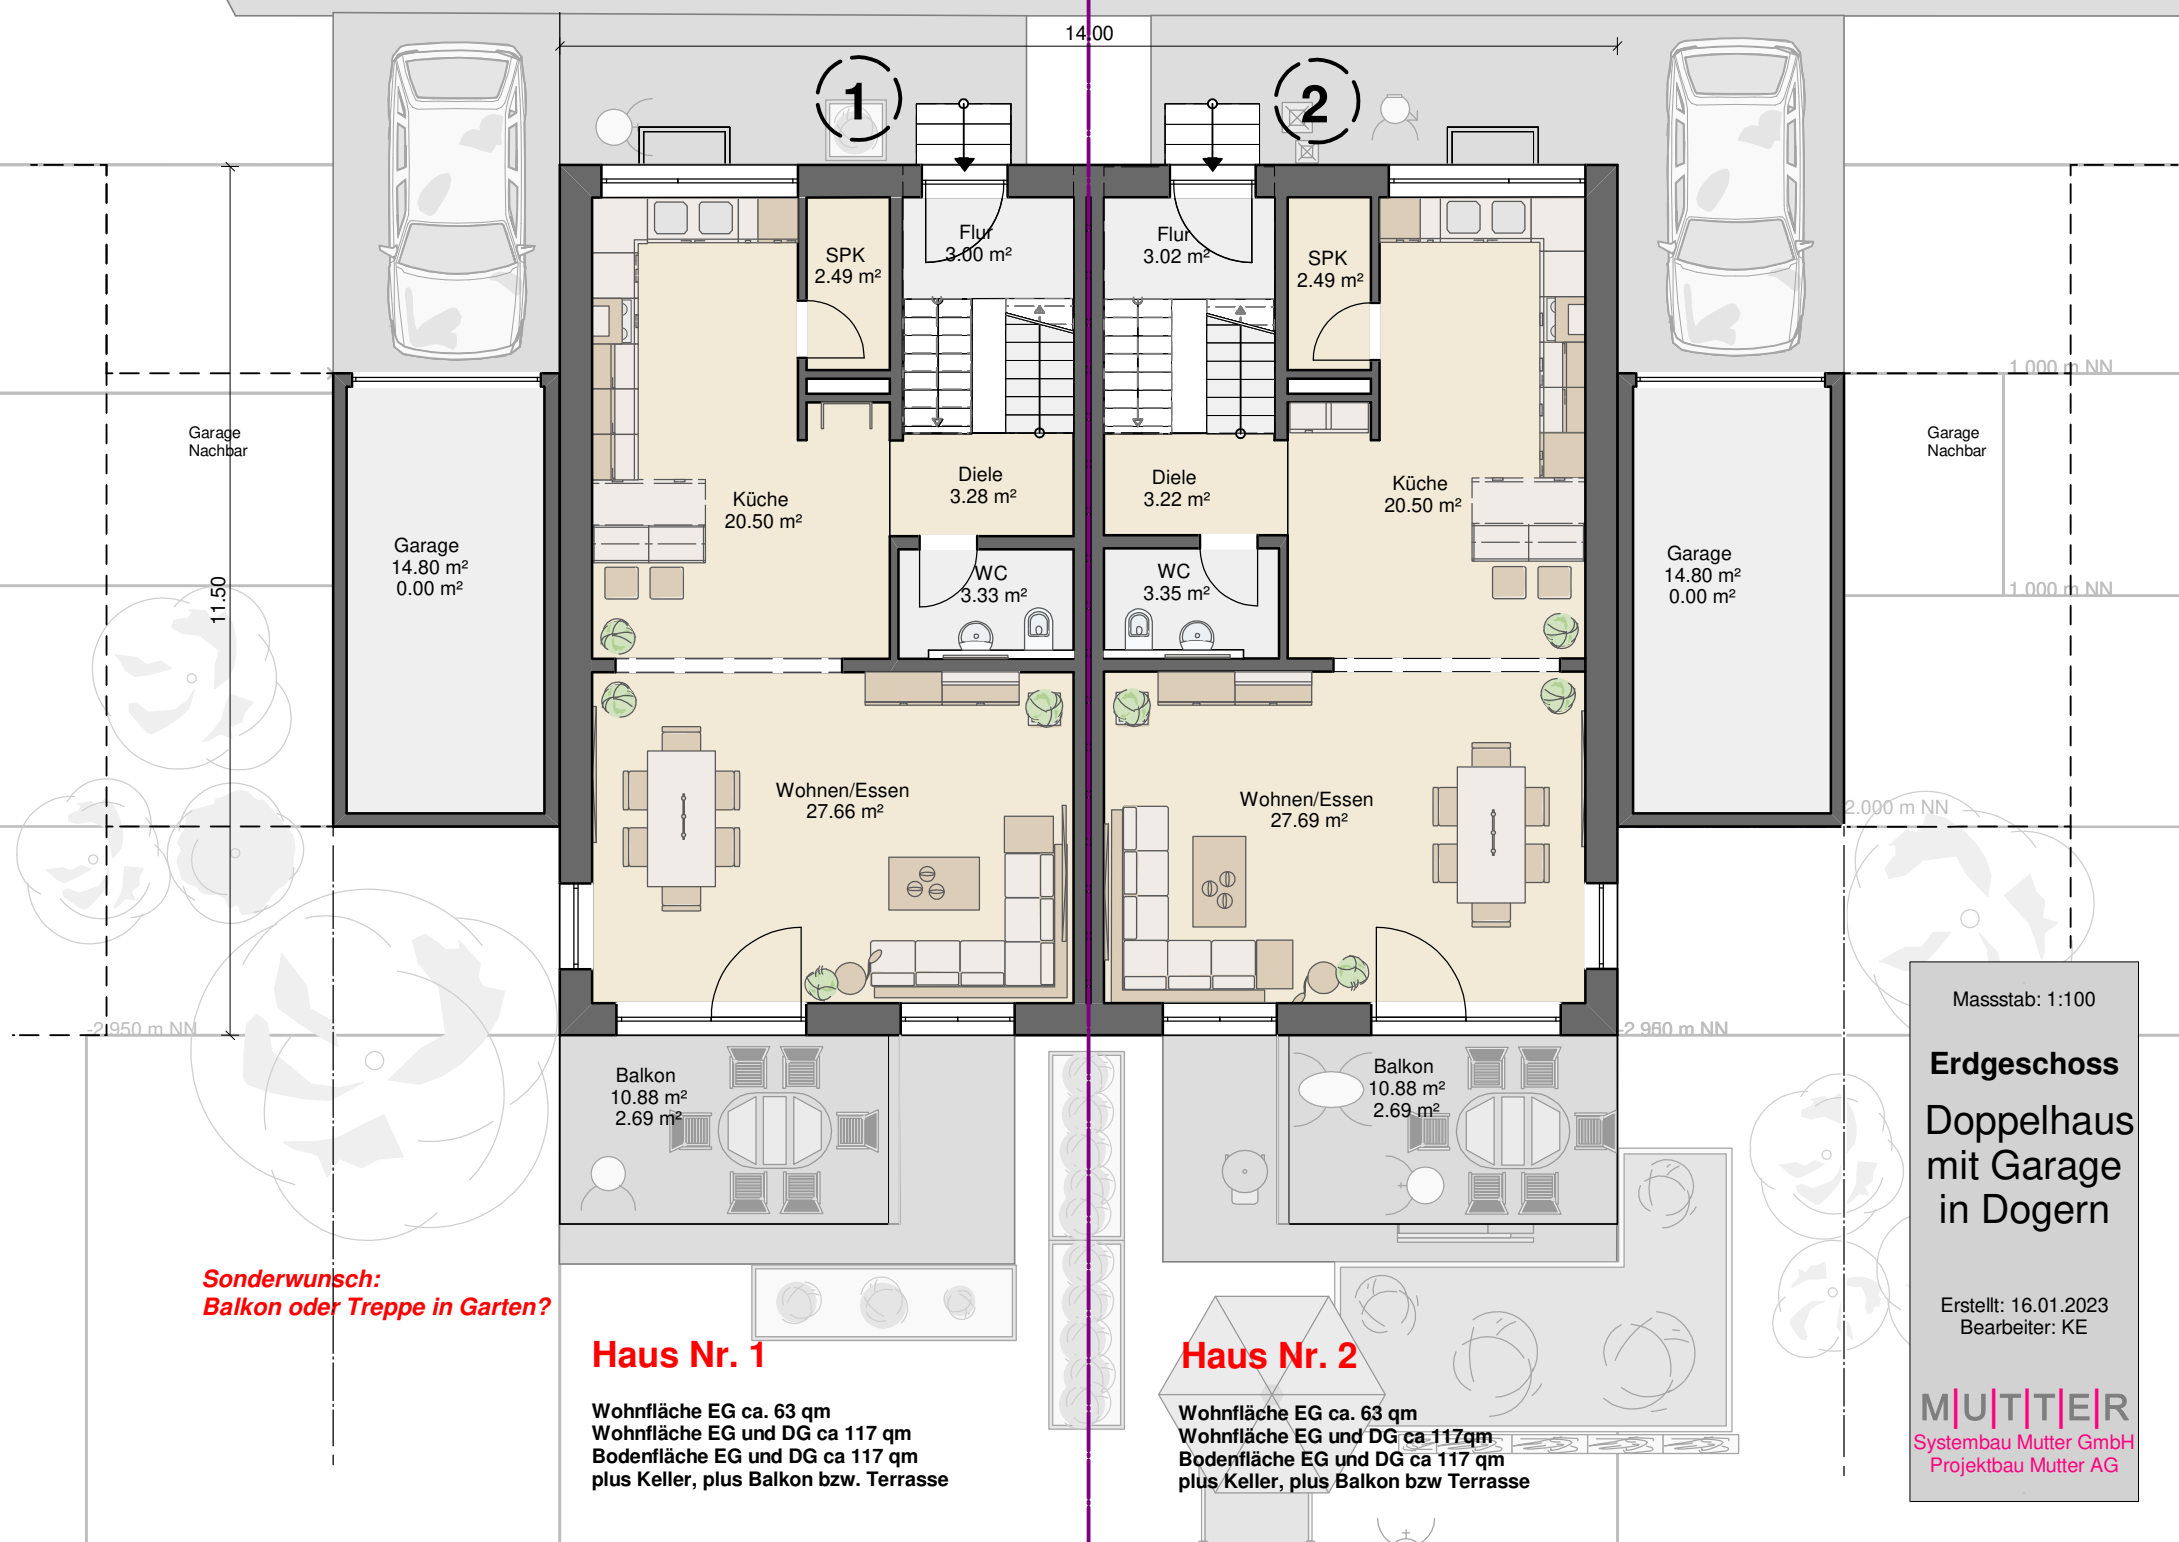 14.00
1
2
Flur
3.00 m²
Flur
3.02 m²
SPK
2.49 m²
SPK
2.49 m²
1.000 m NN
Garage
Nachbar
Garage
Nachbar
Diele
3.28 m²
Diele
3.22 m²
Küche
20.50 m²
Küche
20.50 m²
Garage
14.80 m²
0.00 m²
Garage
14.80 m²
0.00 m²
11.50
WC
3.33 m²
WC
3.35 m²
1.000 m NN
Wohnen/Essen
27.66 m²
Wohnen/Essen
27.69 m²
2.000 m NN
-2.950 m NN
Balkon
10.88 m²
2.69 m²
Balkon
10.88 m²
2.69 m²
Sonderwunsch:
Balkon oder Treppe in Garten?
Haus Nr. 1
Wohnfläche EG ca. 63 qm
Wohnfläche EG und DG ca 117 qm
Bodenfläche EG und DG ca 117 qm
plus Keller, plus Balkon bzw. Terrasse
Haus Nr. 2
Wohnfläche EG ca. 63 qm
Wohnfläche EG und DG ca 117qm
Bodenfläche EG und DG ca 117 qm
plus Keller, plus Balkon bzw Terrasse
Massstab: 1:100
Erdgeschoss
Doppelhaus
mit Garage
in Dogern
Erstellt: 16.01.2023
Bearbeiter: KE
M|U|T|T|E|R
Systembau Mutter GmbH
Projektbau Mutter AG